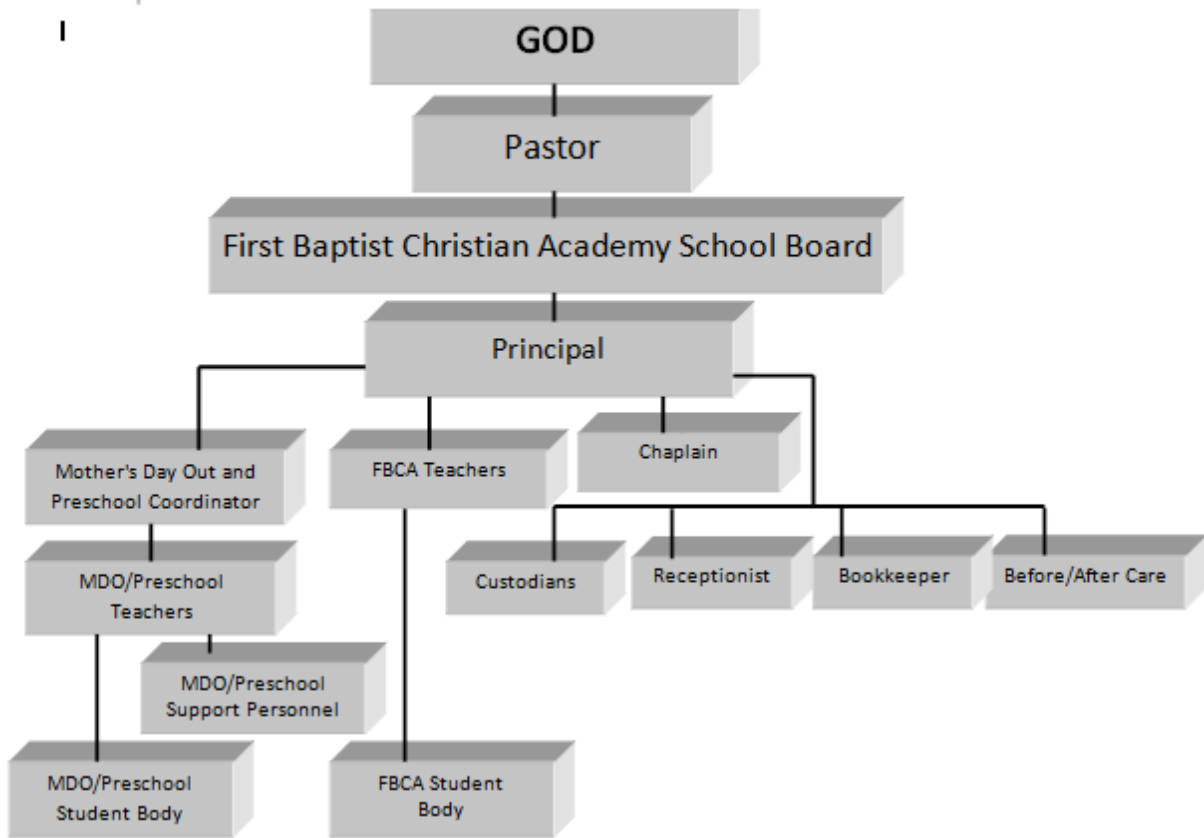 I
GOD
Pastor
First Baptist Christian Academy School Board
Principal
Mother's Day Out and
Preschool Coordinator
FBCA Teachers
Chaplain
MDO/Preschool
Teachers
Custodians
Receptionist
Bookkeeper
Before/After Care
MDO/Preschool
Support Personnel
MDO/Preschool
Student Body
FBCA Student
Body